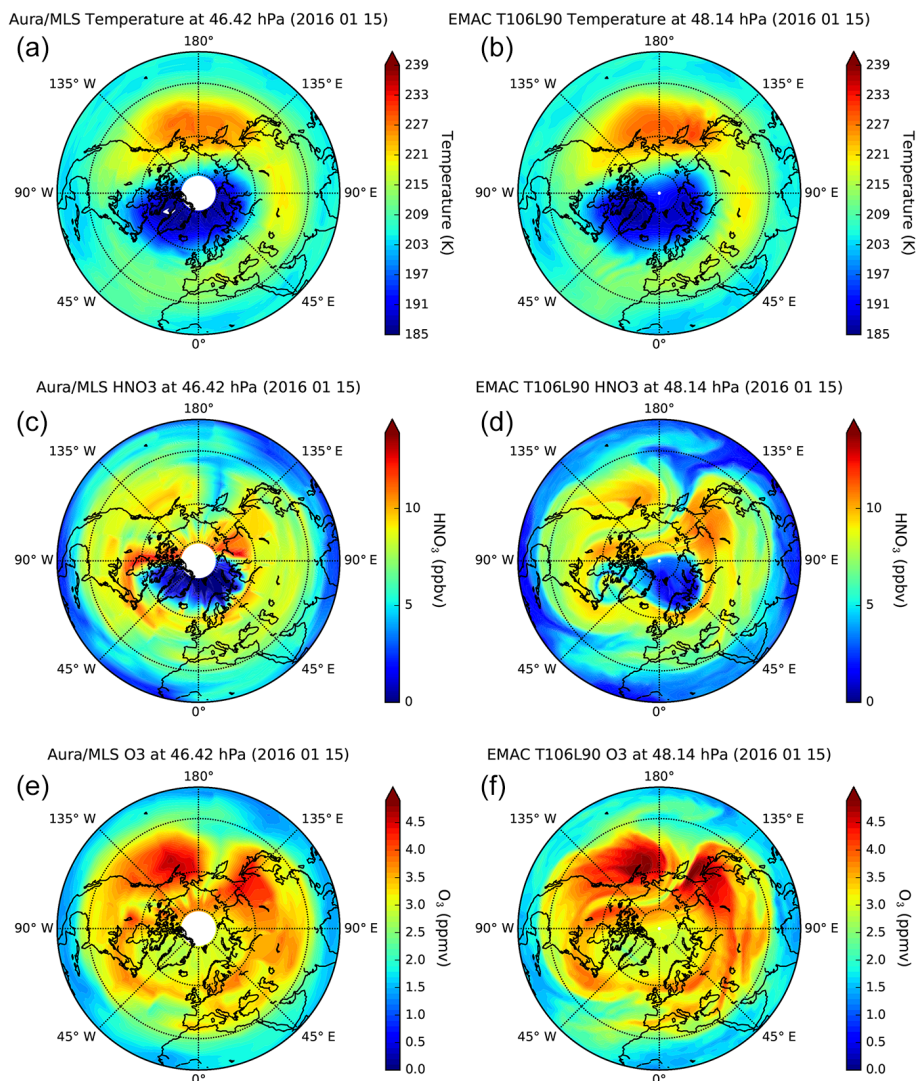 Aura/MLS Temperature at 46.42 hPa (2016 01 15)
EMAC T106L90 Temperature at 48.14 hPa (2016 01 15)
(a)
180°
135° W
135° E
90° W
90° E
45° W
0°
239
233
227
221
215
209
203
197
191
185
Temperature (K)
(b)
180°
135° W
135° E
90° W
90° E
45° W
0°
239
233
227
221
215
209
203
197
191
185
Temperature (K)
Aura/MLS HNO3 at 46.42 hPa (2016 01 15)
EMAC T106L90 HNO3 at 48.14 hPa (2016 01 15)
(c)
180°
135° W
135° E
90° W
90° E
45° W
0°
10
5
0
HNO₃ (ppbv)
(d)
180°
135° W
135° E
90° W
90° E
45° W
0°
10
5
0
HNO₃ (ppbv)
Aura/MLS O3 at 46.42 hPa (2016 01 15)
EMAC T106L90 O3 at 48.14 hPa (2016 01 15)
(e)
180°
135° W
135° E
90° W
90° E
45° W
0°
4.5
4.0
3.5
3.0
2.5
2.0
1.5
1.0
0.5
0.0
O₃ (ppmv)
(f)
180°
135° W
135° E
90° W
90° E
45° W
0°
4.5
4.0
3.5
3.0
2.5
2.0
1.5
1.0
0.5
0.0
O₃ (ppmv)